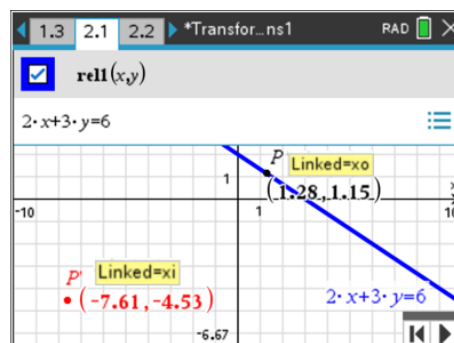 1.3 2.1 2.2 *Transfor...ns1 RAD
rel1(x,y)
2·x+3·y=6
P Linked=xo
1 (1.28,1.15)
-10 1 10
P' Linked=xi
(-7.61,-4.53) 2·x+3·y=6
-6.67